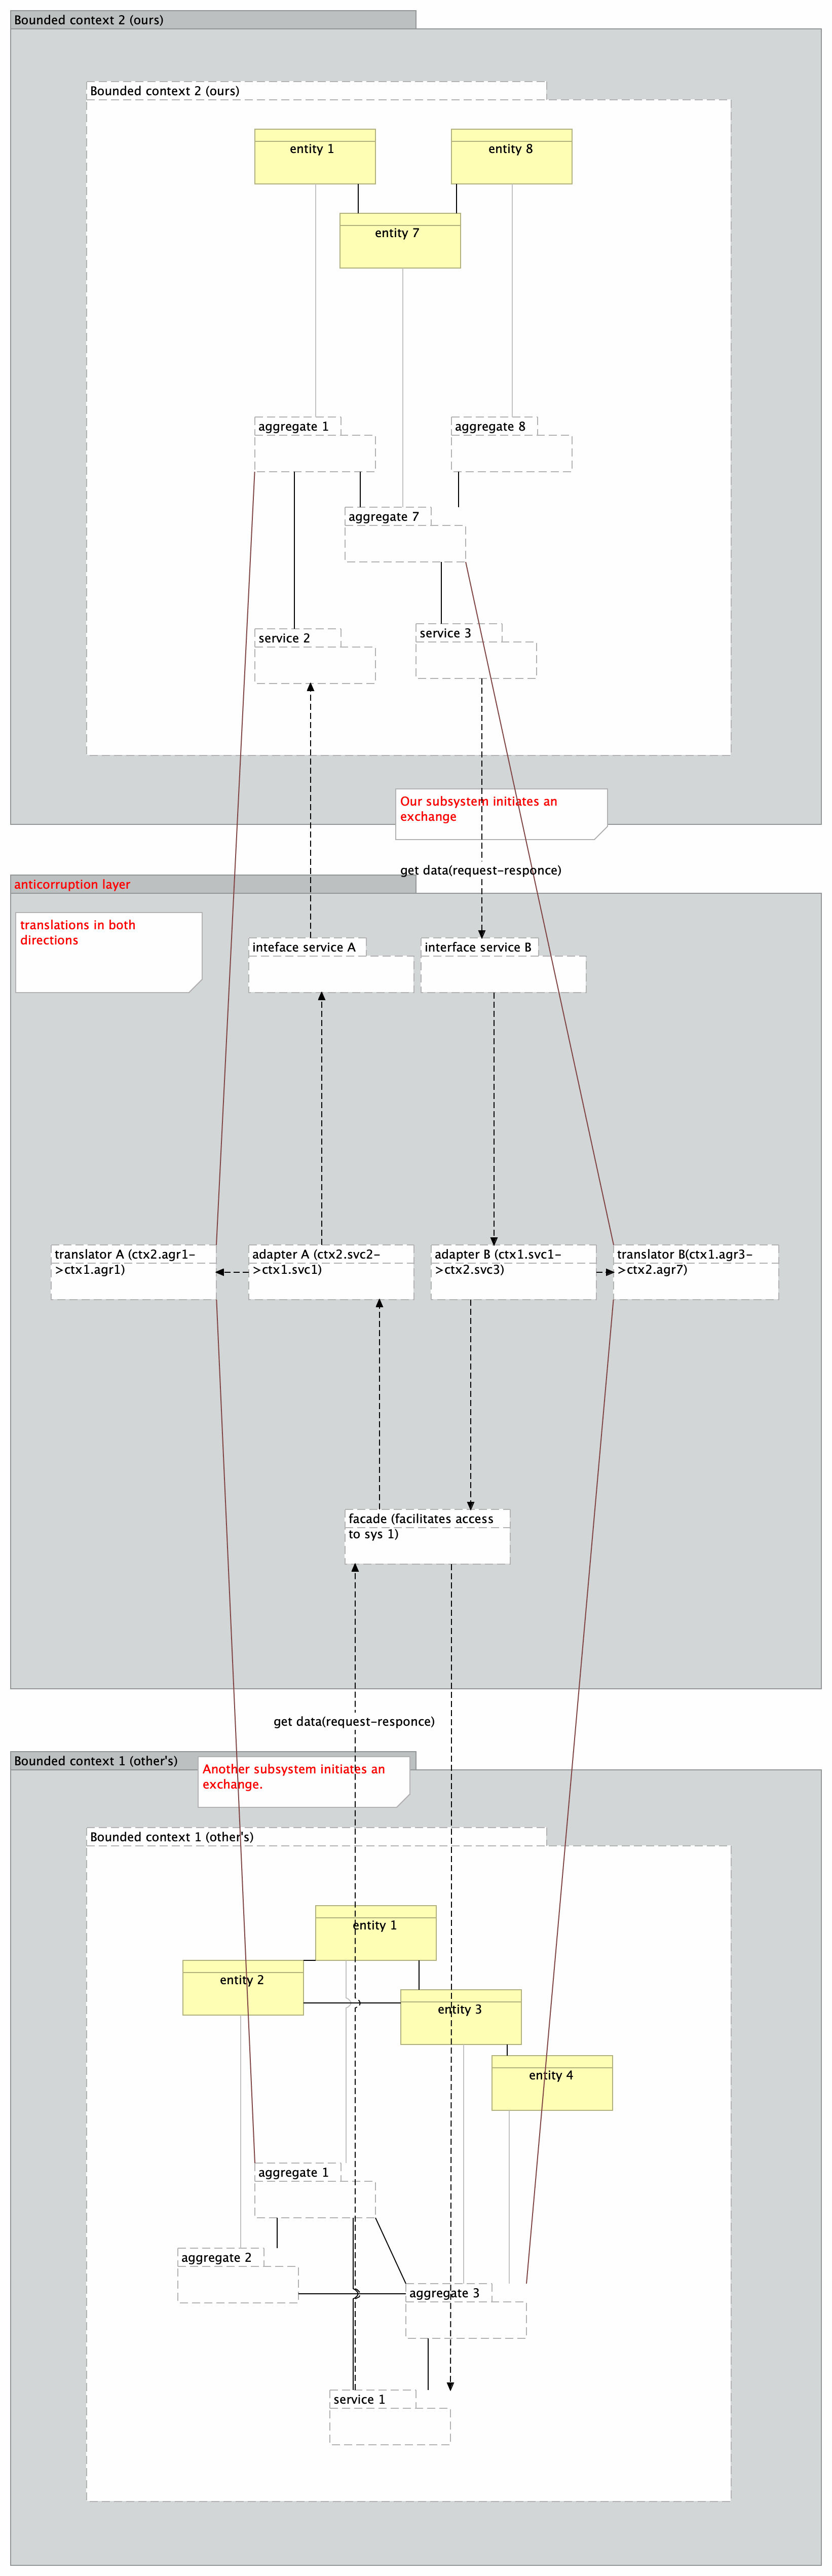 Bounded context 2 (ours)
Bounded context 2 (ours)
entity 1
entity 8
entity 7
aggregate 1
aggregate 8
aggregate 7
service 2
service 3
Our subsystem initiates an
exchange
get data(request-responce)
anticorruption layer
translations in both
directions
inteface service A
interface service B
translator A (ctx2.agr1-
>ctx1.agr1)
adapter A (ctx2.svc2-
>ctx1.svc1)
adapter B (ctx1.svc1-
>ctx2.svc3)
translator B(ctx1.agr3-
>ctx2.agr7)
facade (facilitates access
to sys 1)
get data(request-responce)
Bounded context 1 (other's)
Another subsystem initiates an
exchange.
Bounded context 1 (other's)
entity 1
entity 2
entity 3
entity 4
aggregate 1
aggregate 2
aggregate 3
service 1